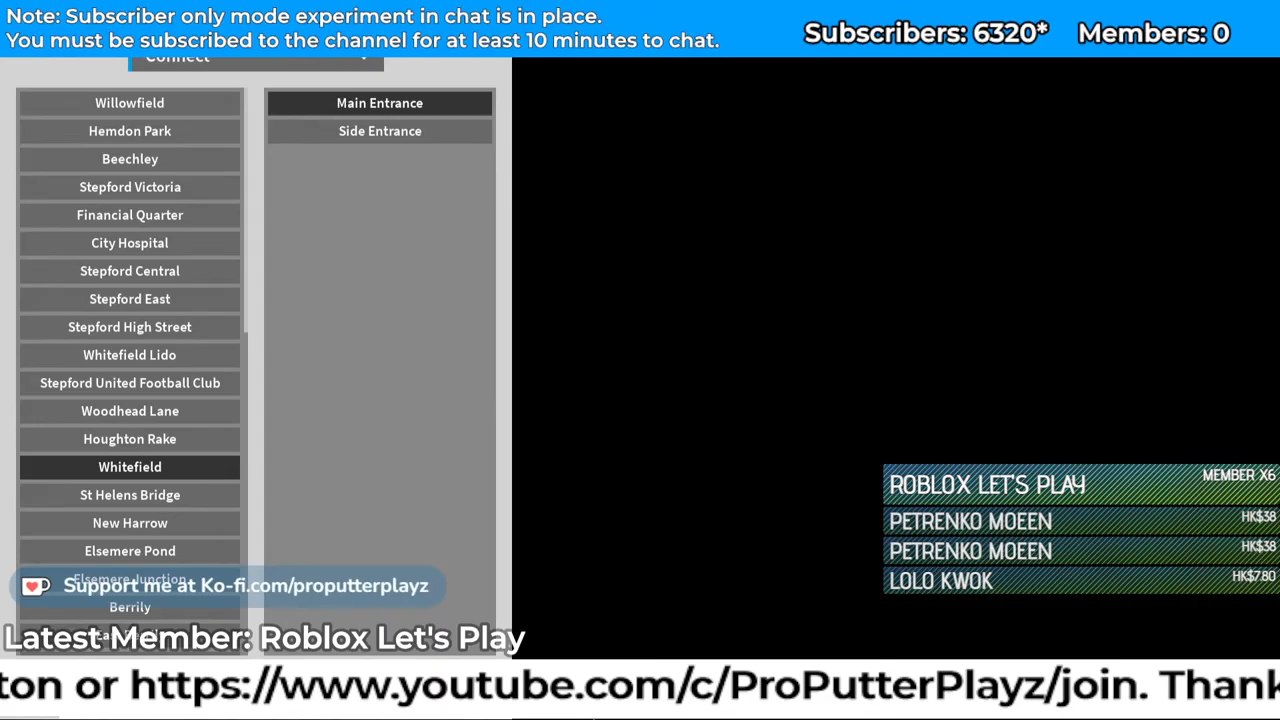 Note: Subscriber only mode experiment in chat is in place.
You must be subscribed to the channel for at least 10 minutes to chat.
Subscribers: 6320*
Members: 0
Connect
Willowfield
Hemdon Park
Beechley
Stepford Victoria
Financial Quarter
City Hospital
Stepford Central
Stepford East
Stepford High Street
Whitefield Lido
Stepford United Football Club
Woodhead Lane
Houghton Rake
Whitefield
St Helens Bridge
New Harrow
Elsemere Pond
Elsemere Junction
Berrily
Main Entrance
Side Entrance
ROBLOX LET'S PLAY MEMBER X6
PETRENKO MOEEN HK$38
PETRENKO MOEEN HK$38
LOLO KWOK HK$7.80
Support me at Ko-fi.com/proputterplayz
Latest Member: Roblox Let's Play
ton or https://www.youtube.com/c/ProPutterPlayz/join. Thank